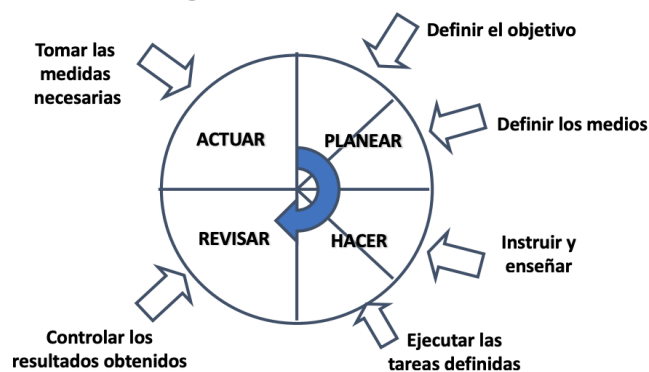 Definir el objetivo
Tomar las
medidas
necesarias
Definir los medios
ACTUAR
PLANEAR
REVISAR
HACER
Instruir y
enseñar
Controlar los
resultados obtenidos
Ejecutar las
tareas definidas